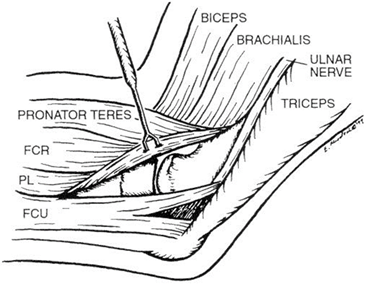 BICEPS
BRACHIALIS
ULNAR
NERVE
TRICEPS
PRONATOR TERES
FCR
PL
FCU